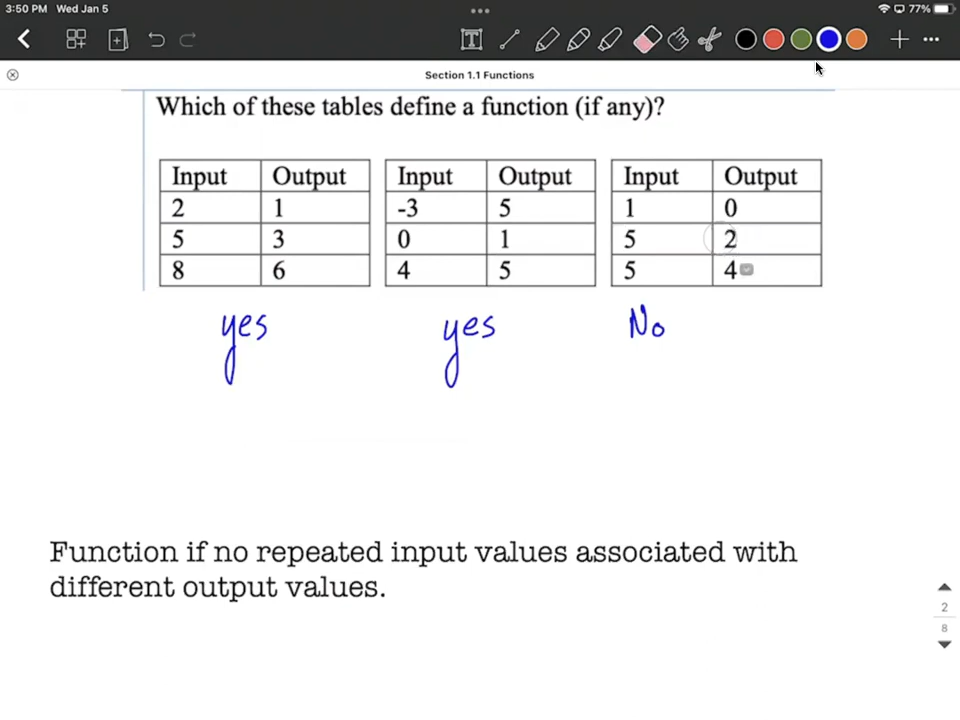 3:50 PM Wed Jan 5
77%
T
Section 1.1 Functions
Which of these tables define a function (if any)?
Input Output Input Output Input Output
2 1 -3 5 1 0
5 3 0 1 5 2
8 6 4 5 5 4
yes yes No
Function if no repeated input values associated with
different output values.
2
8